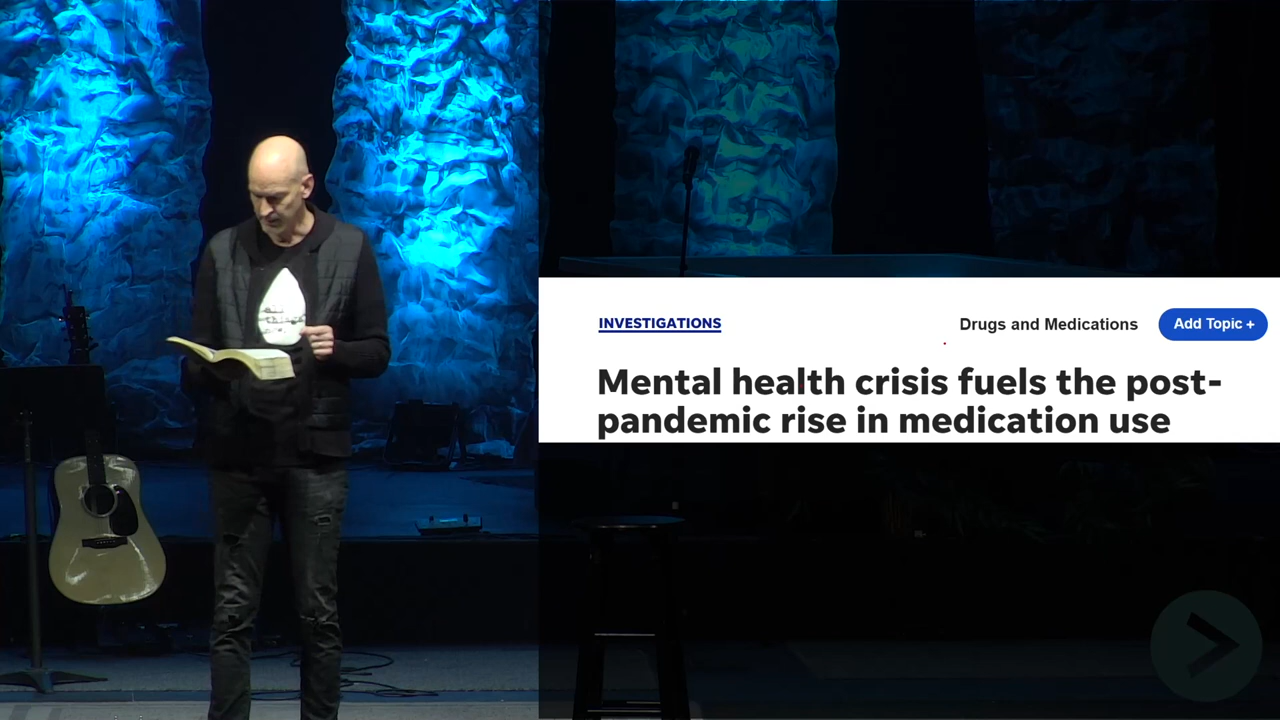 INVESTIGATIONS
Drugs and Medications
Add Topic +
Mental health crisis fuels the post-
pandemic rise in medication use